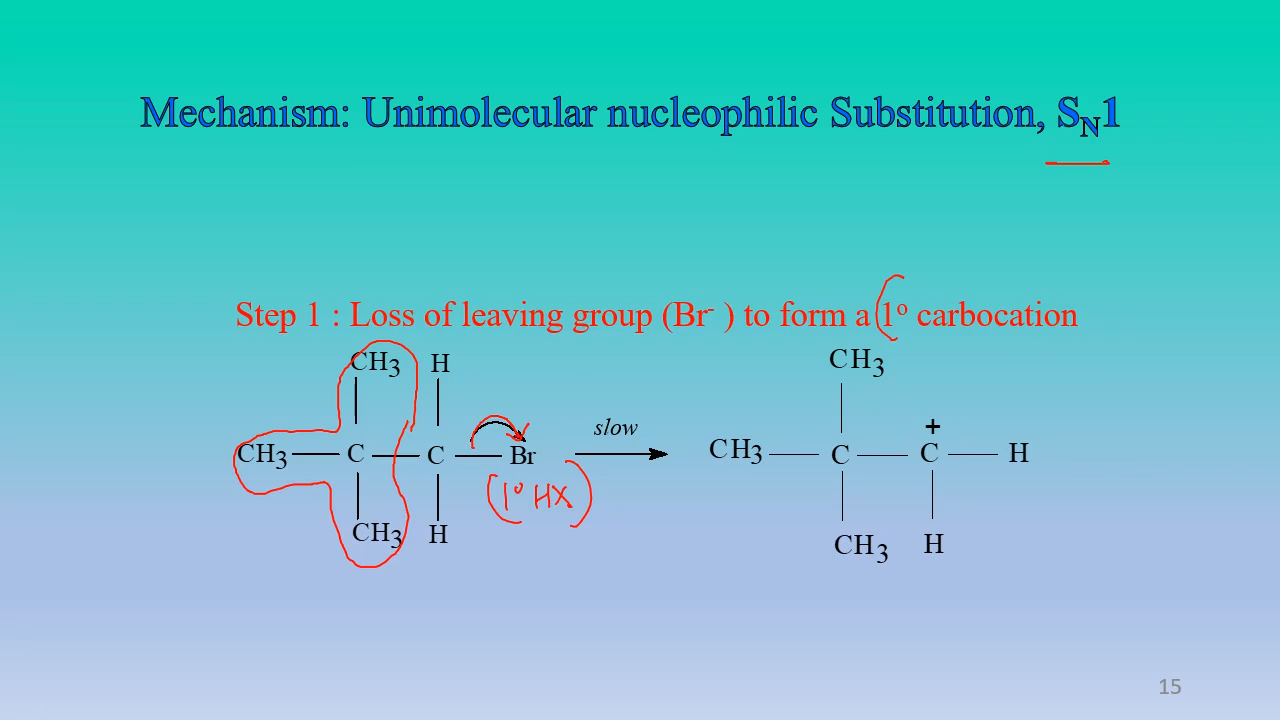 Mechanism: Unimolecular nucleophilic Substitution, SN1
Step 1 : Loss of leaving group (Br- ) to form a 1o carbocation
CH3 H CH3
slow +
CH3 C C Br CH3 C C H
(1o HX)
CH3 H CH3 H
15